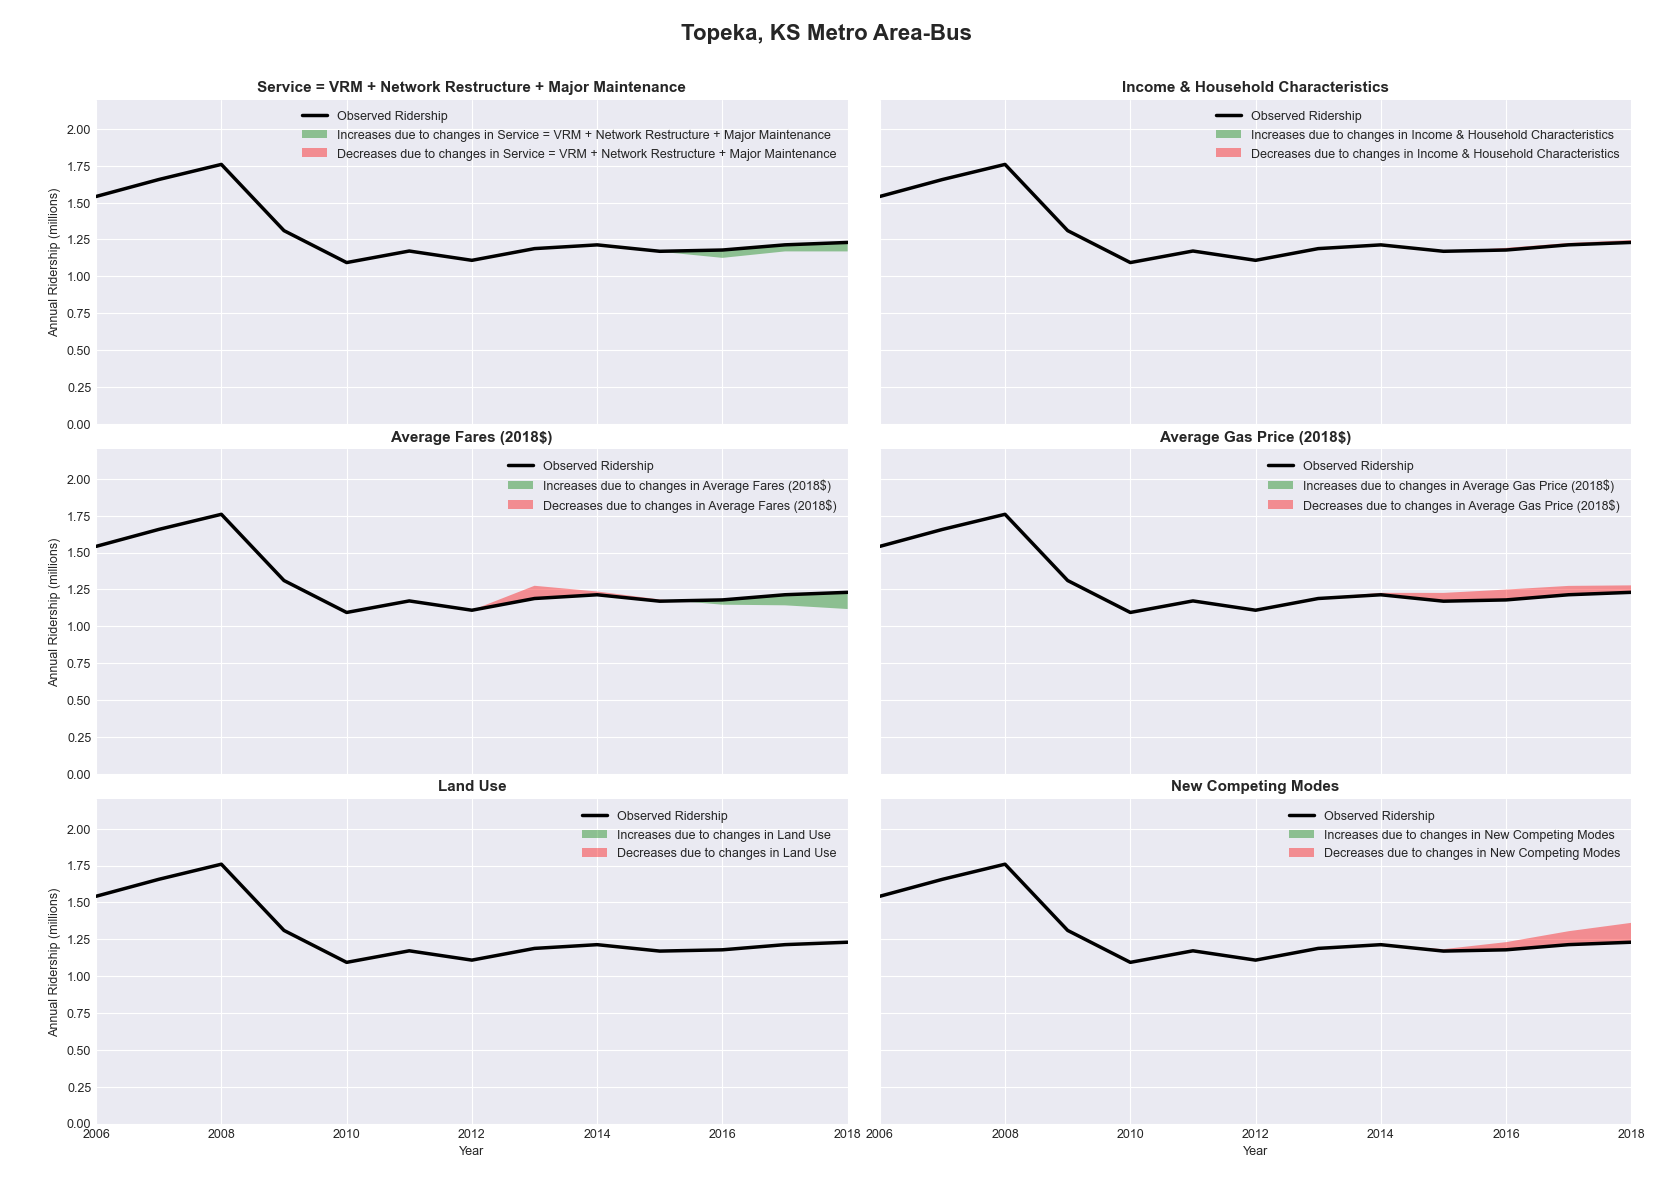 Topeka, KS Metro Area-Bus
Service = VRM + Network Restructure + Major Maintenance
Observed Ridership
Increases due to changes in Service = VRM + Network Restructure + Major Maintenance
Decreases due to changes in Service = VRM + Network Restructure + Major Maintenance
Annual Ridership (millions)
2.00
1.75
1.50
1.25
1.00
0.75
0.50
0.25
0.00
Income & Household Characteristics
Observed Ridership
Increases due to changes in Income & Household Characteristics
Decreases due to changes in Income & Household Characteristics
Average Fares (2018$)
Observed Ridership
Increases due to changes in Average Fares (2018$)
Decreases due to changes in Average Fares (2018$)
Annual Ridership (millions)
2.00
1.75
1.50
1.25
1.00
0.75
0.50
0.25
0.00
Average Gas Price (2018$)
Observed Ridership
Increases due to changes in Average Gas Price (2018$)
Decreases due to changes in Average Gas Price (2018$)
Land Use
Observed Ridership
Increases due to changes in Land Use
Decreases due to changes in Land Use
Annual Ridership (millions)
2.00
1.75
1.50
1.25
1.00
0.75
0.50
0.25
0.00
2006 2008 2010 2012 2014 2016 2018
Year
New Competing Modes
Observed Ridership
Increases due to changes in New Competing Modes
Decreases due to changes in New Competing Modes
2006 2008 2010 2012 2014 2016 2018
Year